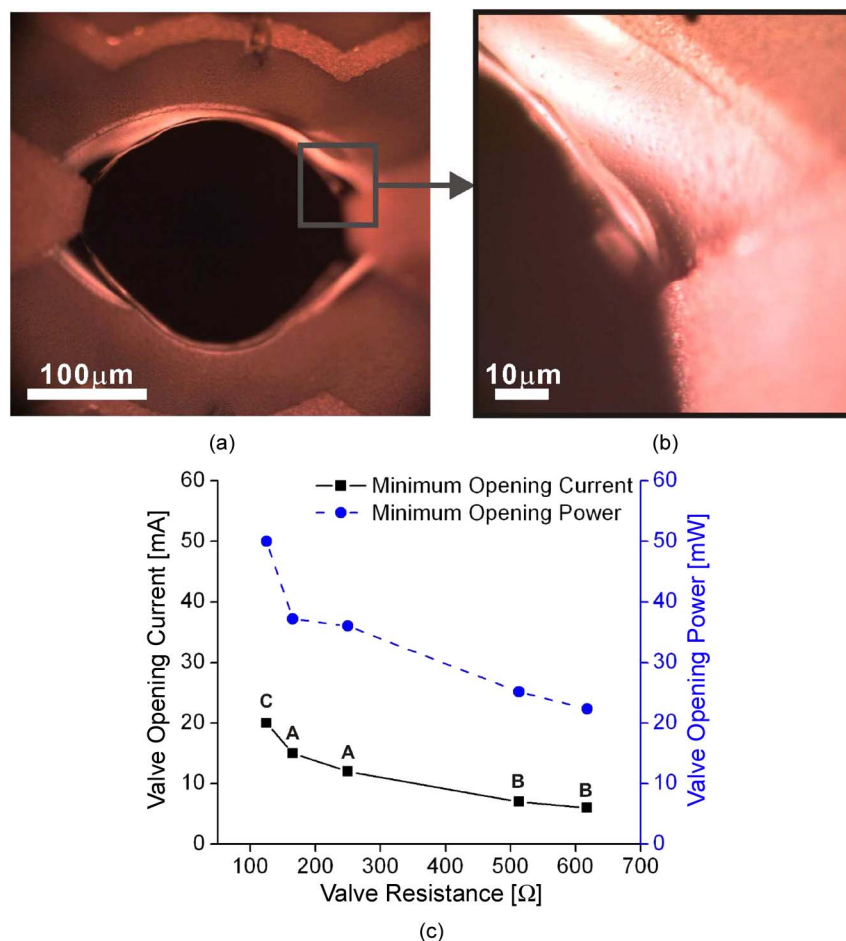 100μm
10μm
(a)
(b)
Minimum Opening Current
Minimum Opening Power
Valve Opening Current [mA]
60
50
40
30
20
10
0
C
A
A
B
B
60
50
40
30
20
10
0
Valve Opening Power [mW]
100 200 300 400 500 600 700
Valve Resistance [Ω]
(c)